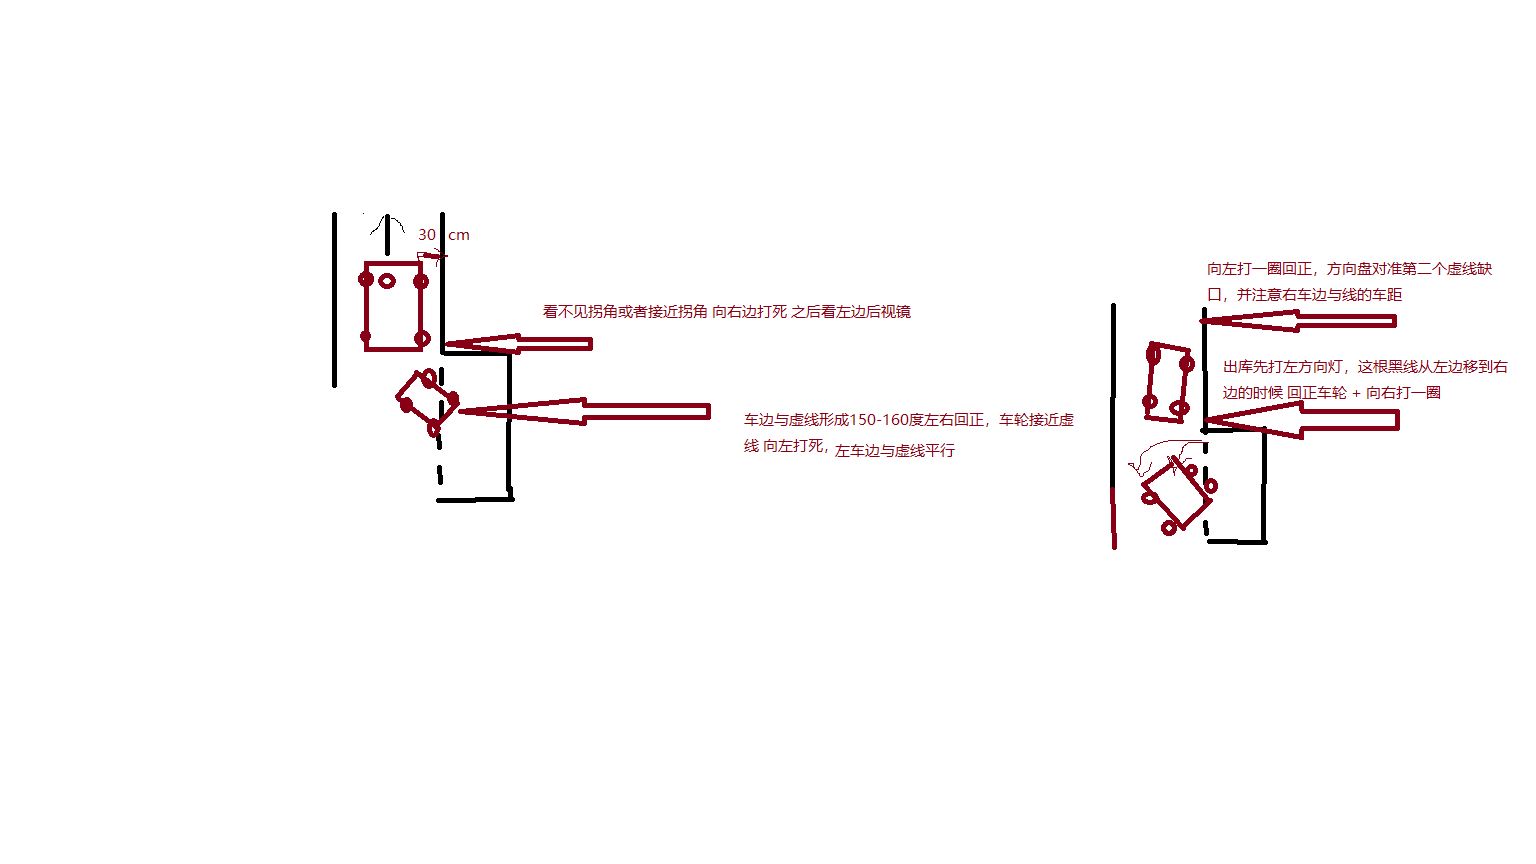 30 cm
看不见拐角或者接近拐角 向右边打死 之后看左边后视镜
车边与虚线形成150-160度左右回正，车轮接近虚
线 向左打死，左车边与虚线平行
向左打一圈回正，方向盘对准第二个虚线缺
口，并注意右车边与线的车距
出库先打左方向灯，这根黑线从左边移到右
边的时候 回正车轮 + 向右打一圈